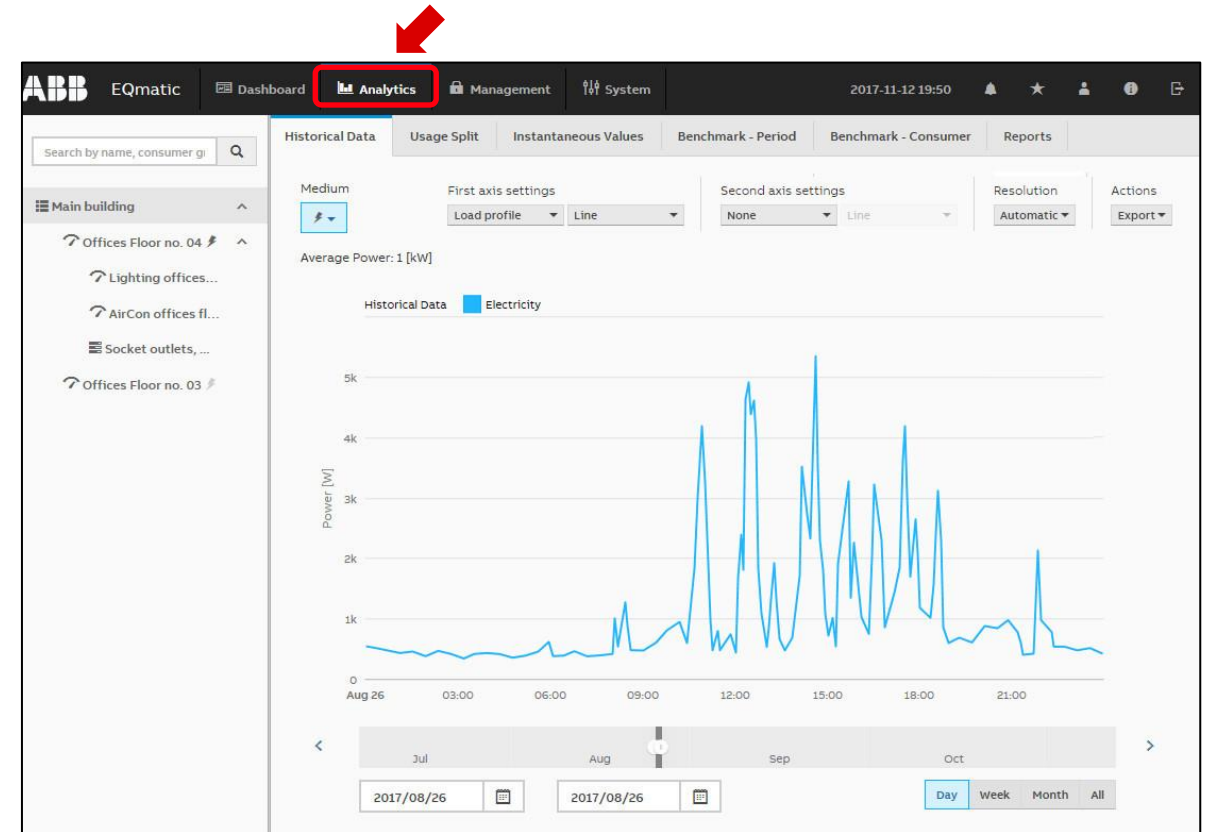 ABB EQmatic Dashboard Analytics Management System 2017-11-12 19:50
Historical Data Usage Split Instantaneous Values Benchmark - Period Benchmark - Consumer Reports
Search by name, consumer gr
Medium First axis settings Second axis settings Resolution Actions
Load profile Line None Line Automatic Export
Main building
Offices Floor no. 04
Lighting offices...
AirCon offices fl...
Socket outlets, ...
Offices Floor no. 03
Average Power: 1 [kW]
Historical Data Electricity
Power [W]
5k
4k
3k
2k
1k
0
Aug 26 03:00 06:00 09:00 12:00 15:00 18:00 21:00
Jul Aug Sep Oct
2017/08/26 2017/08/26 Day Week Month All